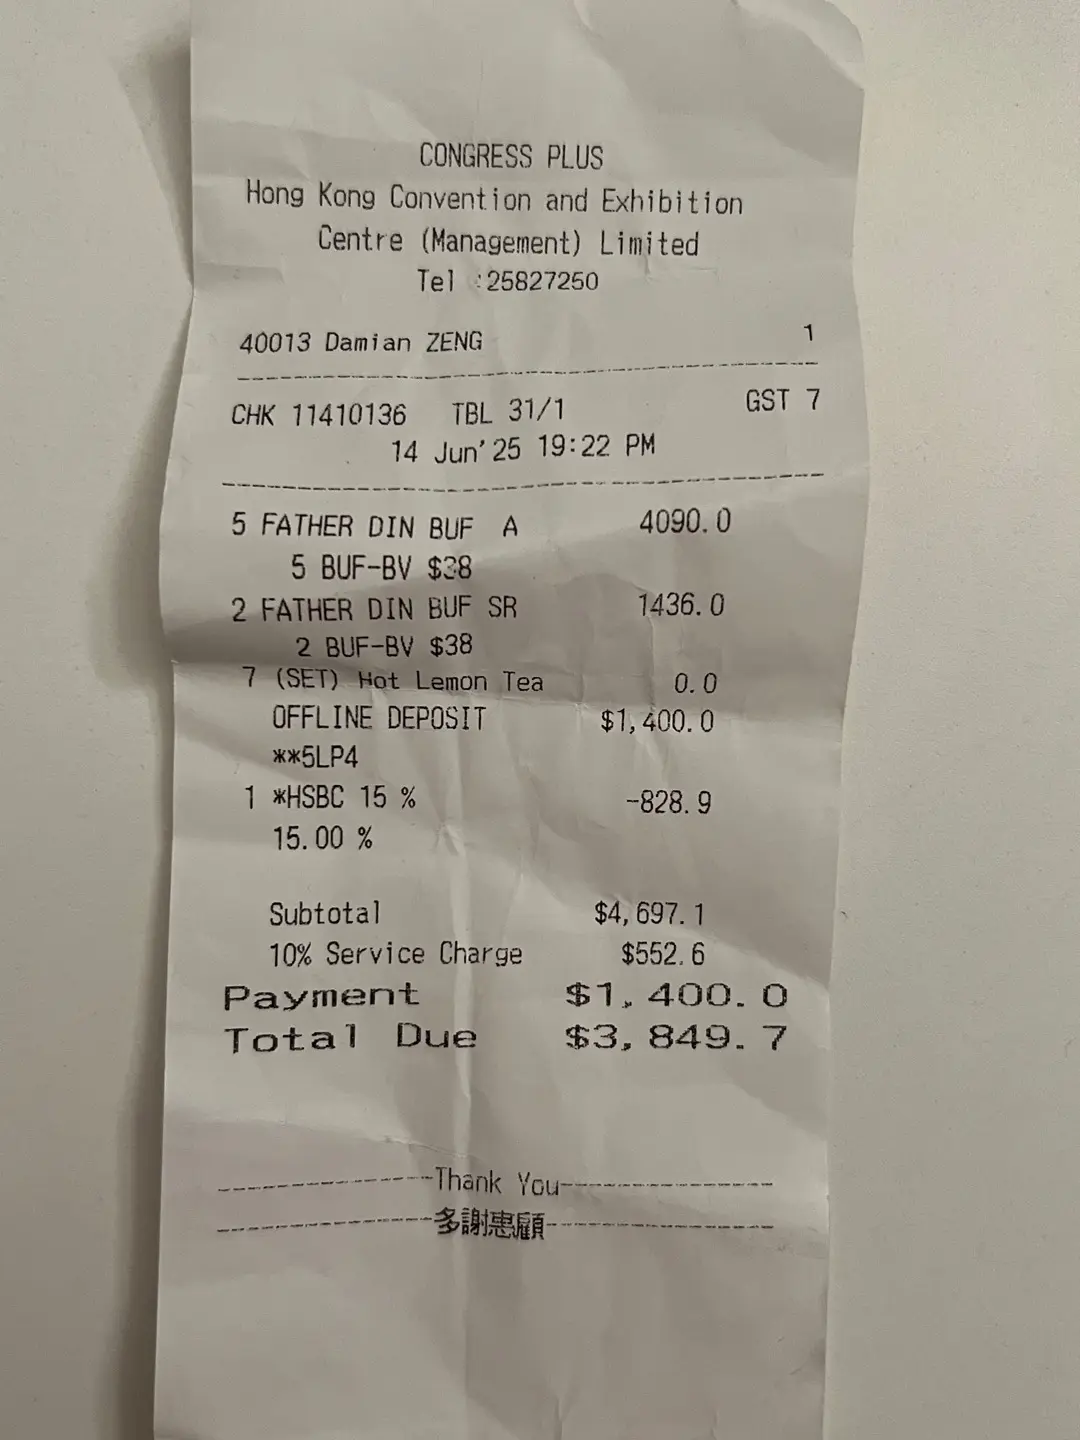 CONGRESS PLUS
Hong Kong Convention and Exhibition
Centre (Management) Limited
Tel :25827250
40013 Damian ZENG 1
CHK 11410136 TBL 31/1 GST 7
14 Jun'25 19:22 PM
5 FATHER DIN BUF A 4090.0
5 BUF-BV $38
2 FATHER DIN BUF SR 1436.0
2 BUF-BV $38
7 (SET) Hot Lemon Tea 0.0
OFFLINE DEPOSIT $1,400.0
**5LP4
1 *HSBC 15 % -828.9
15.00 %
Subtotal $4,697.1
10% Service Charge $552.6
Payment $1,400.0
Total Due $3,849.7
Thank You
多謝惠顧